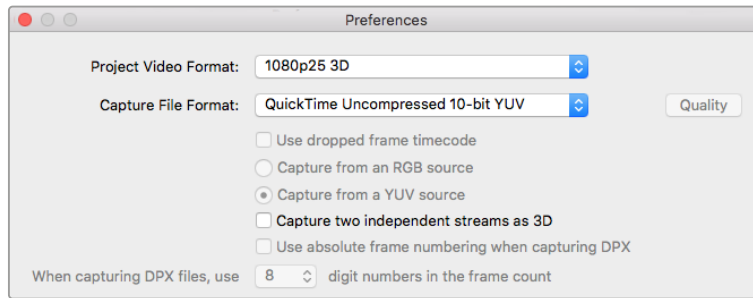 Preferences
Project Video Format: 1080p25 3D
Capture File Format: QuickTime Uncompressed 10-bit YUV Quality
Use dropped frame timecode
Capture from an RGB source
Capture from a YUV source
Capture two independent streams as 3D
Use absolute frame numbering when capturing DPX
When capturing DPX files, use 8 digit numbers in the frame count